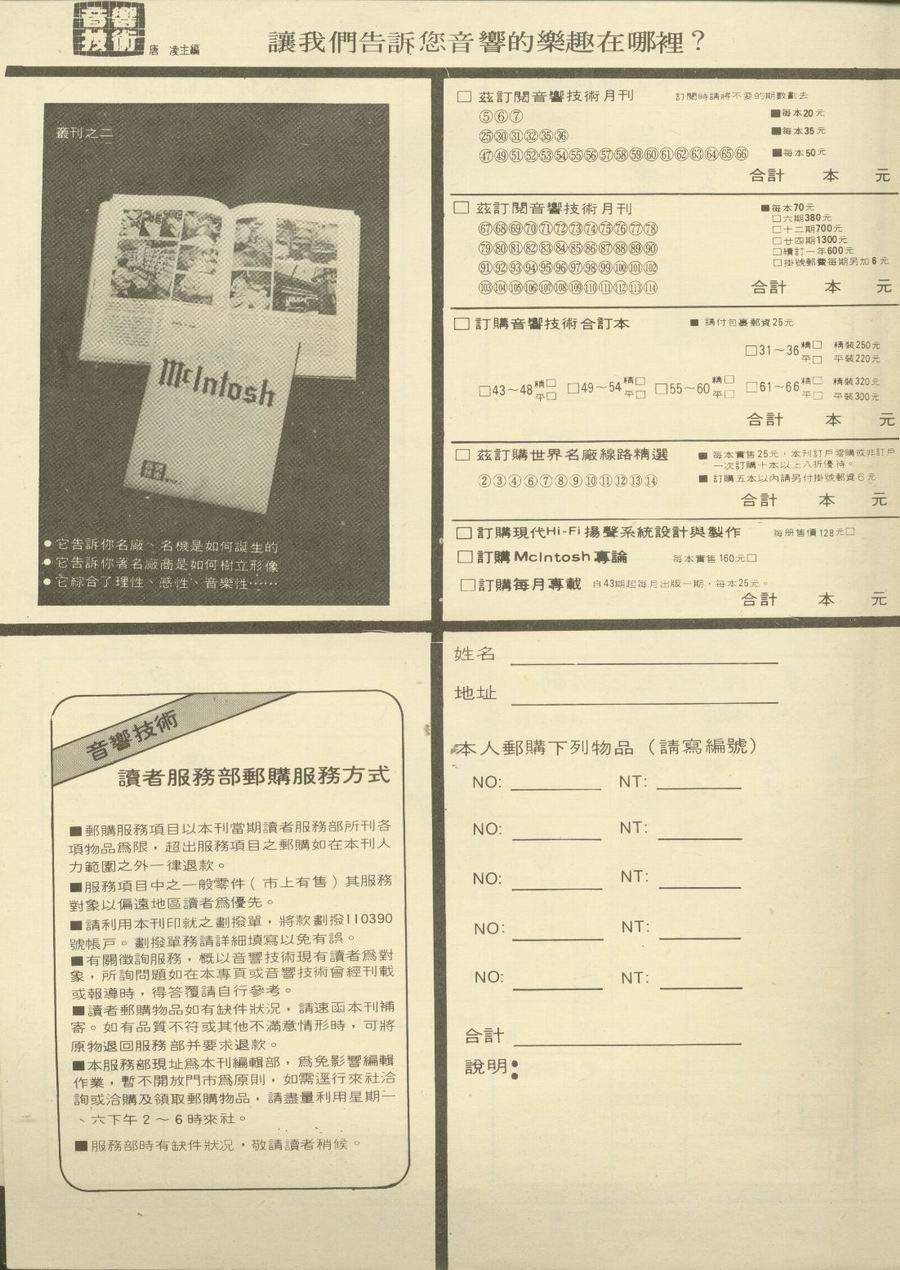 音響
技術
唐 凌主編
讓我們告訴您音響的樂趣在哪裡？
叢刊之二
McIntosh
音響
技術
●它告訴你名廠、名機是如何誕生的
●它告訴你著名廠商是如何樹立形像
●它綜合了理性、感性、音樂性……
□ 茲訂閱音響技術月刊 訂閱時請將不要的期數劃去
⑤⑥⑦ ■每本20元
㉕㉚㉛㉜㉟㊱ ■每本35元
㊼㊾51 52 53 54 55 56 57 58 59 60 61 62 63 64 65 66 ■每本50元
合計 本 元
□ 茲訂閱音響技術月刊 ■每本70元
□六期380元
67 68 69 70 71 72 73 74 75 76 77 78 □十二期700元
□廿四期1300元
79 80 81 82 83 84 85 86 87 88 89 90 □續訂一年600元
91 92 93 94 95 96 97 98 99 100 101 102 □掛號郵費每期另加6元
103 104 105 106 107 108 109 110 111 112 113 114 合計 本 元
□訂購音響技術合訂本 ■ 請付包裹郵資25元
□31～36 精□ 平□ 精裝250元 平裝220元
□43～48 精□ 平□ □49～54 精□ 平□ □55～60 精□ 平□ □61～66 精□ 平□ 精裝320元 平裝300元
合計 本 元
□ 茲訂購世界名廠線路精選 ■ 每本實售25元，本刊訂戶函購或非訂戶
一次訂購十本以上八折優待。
②③④⑥⑦⑧⑨⑩⑪⑫⑬⑭ ■ 訂購五本以內請另付掛號郵資6元
合計 本 元
□訂購現代Hi-Fi揚聲系統設計與製作 每册售價128元□
□訂購McIntosh專論 每本實售160元□
□訂購每月專載 自43期起每月出版一期，每本25元。
合計 本 元
音響技術
讀者服務部郵購服務方式
■郵購服務項目以本刊當期讀者服務部所刊各
項物品為限，超出服務項目之郵購如在本刊人
力範圍之外一律退款。
■服務項目中之一般零件（市上有售）其服務
對象以偏遠地區讀者為優先。
■請利用本刊印就之劃撥單，將款劃撥110390
號帳戶。劃撥單務請詳細填寫以免有誤。
■有關徵詢服務，概以音響技術現有讀者為對
象，所詢問題如在本專頁或音響技術曾經刊載
或報導時，得答覆請自行參考。
■讀者郵購物品如有缺件狀況，請速函本刊補
寄。如有品質不符或其他不滿意情形時，可將
原物退回服務部并要求退款。
■本服務部現址為本刊編輯部，為免影響編輯
作業，暫不開放門市為原則，如需逕行來社洽
詢或洽購及領取郵購物品，請盡量利用星期一
、六下午2～6時來社。
■服務部時有缺件狀況，敬請讀者稍候。
姓名
地址
本人郵購下列物品（請寫編號）
NO: NT:
NO: NT:
NO: NT:
NO: NT:
NO: NT:
合計
說明：